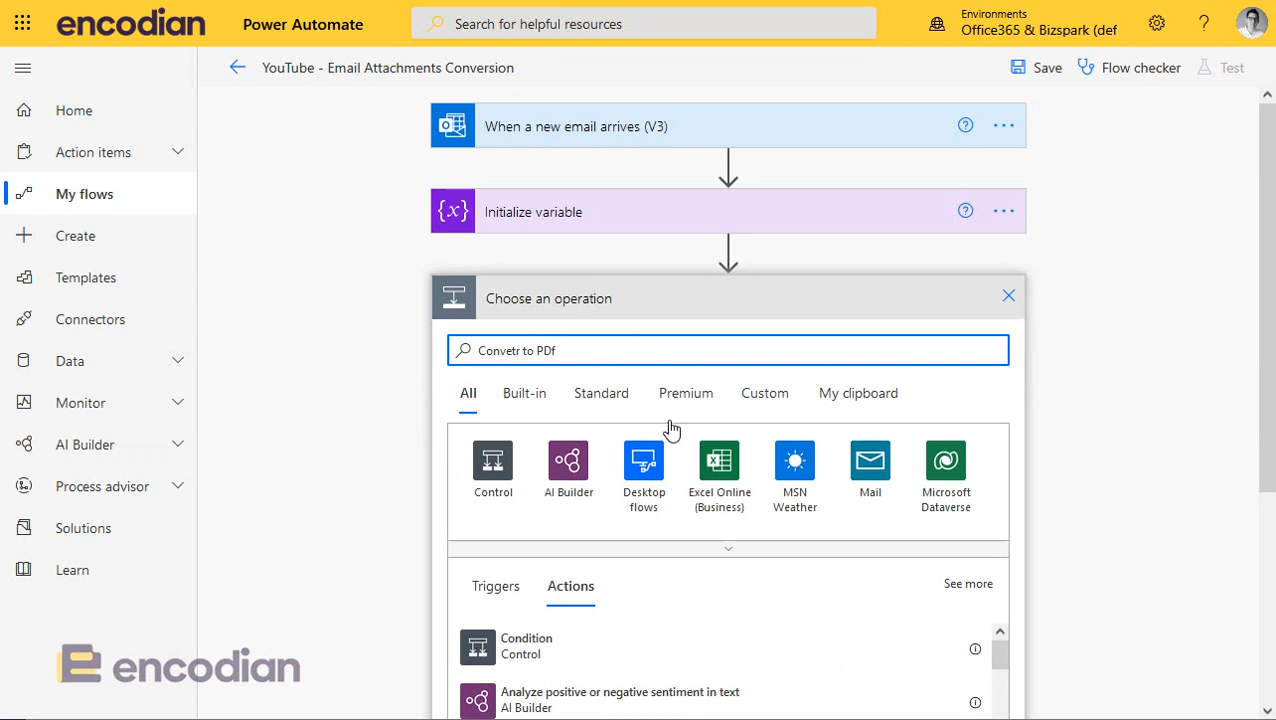 encodian
Power Automate
Search for helpful resources
Environments
Office365 & Bizspark (def
?
YouTube - Email Attachments Conversion
Save
Flow checker
Test
Home
Action items
My flows
Create
Templates
Connectors
Data
Monitor
AI Builder
Process advisor
Solutions
Learn
When a new email arrives (V3)
{x}
Initialize variable
Choose an operation
Convetr to PDf
All
Built-in
Standard
Premium
Custom
My clipboard
Control
AI Builder
Desktop
flows
Excel Online
(Business)
MSN
Weather
Mail
Microsoft
Dataverse
Triggers
Actions
See more
Condition
Control
Analyze positive or negative sentiment in text
AI Builder
encodian